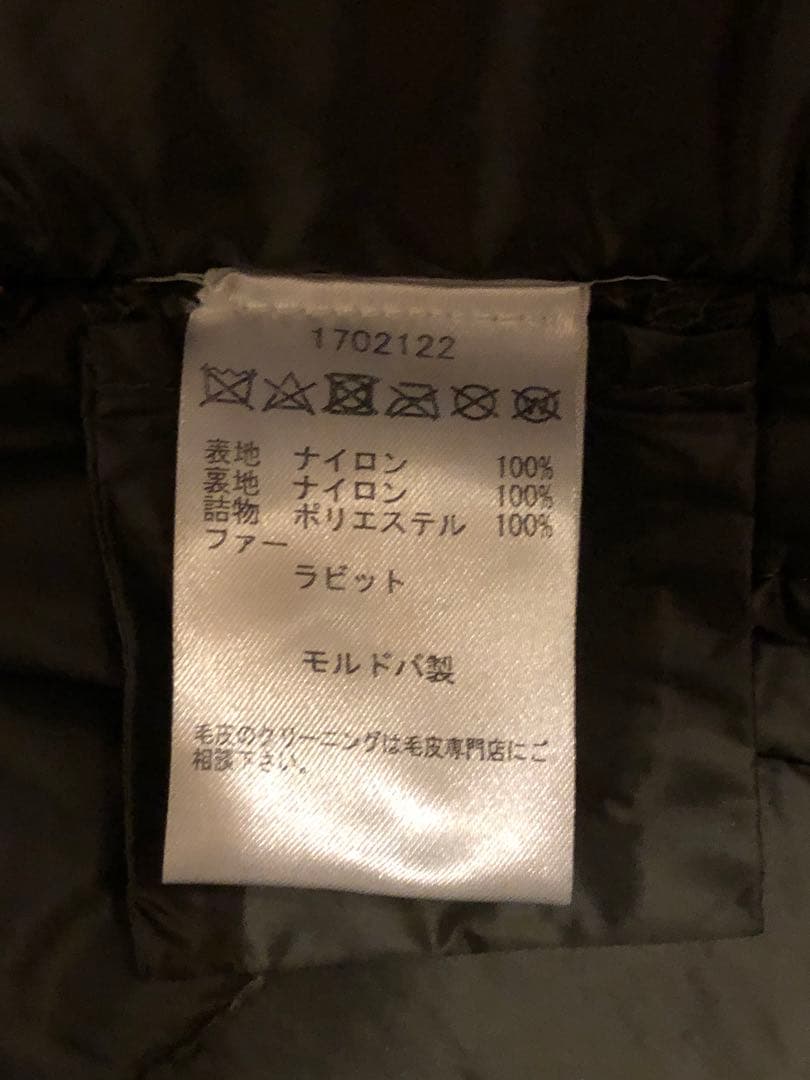 1702122
表地 ナイロン 100%
裏地 ナイロン 100%
詰物 ポリエステル 100%
ファー
ラビット
モルドバ製
毛皮のクリーニングは毛皮専門店にご
相談下さい。